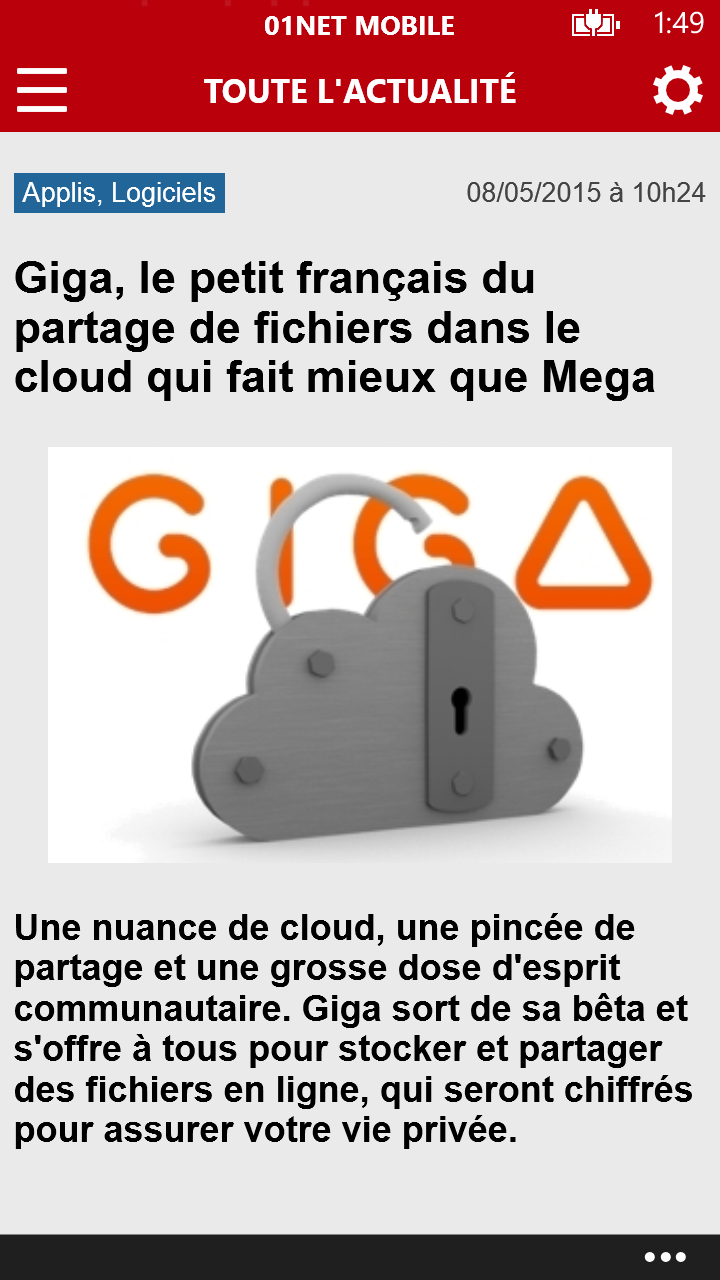 01NET MOBILE
1:49
TOUTE L'ACTUALITÉ
Applis, Logiciels
08/05/2015 à 10h24
Giga, le petit français du
partage de fichiers dans le
cloud qui fait mieux que Mega
GIGA
Une nuance de cloud, une pincée de
partage et une grosse dose d'esprit
communautaire. Giga sort de sa bêta et
s'offre à tous pour stocker et partager
des fichiers en ligne, qui seront chiffrés
pour assurer votre vie privée.